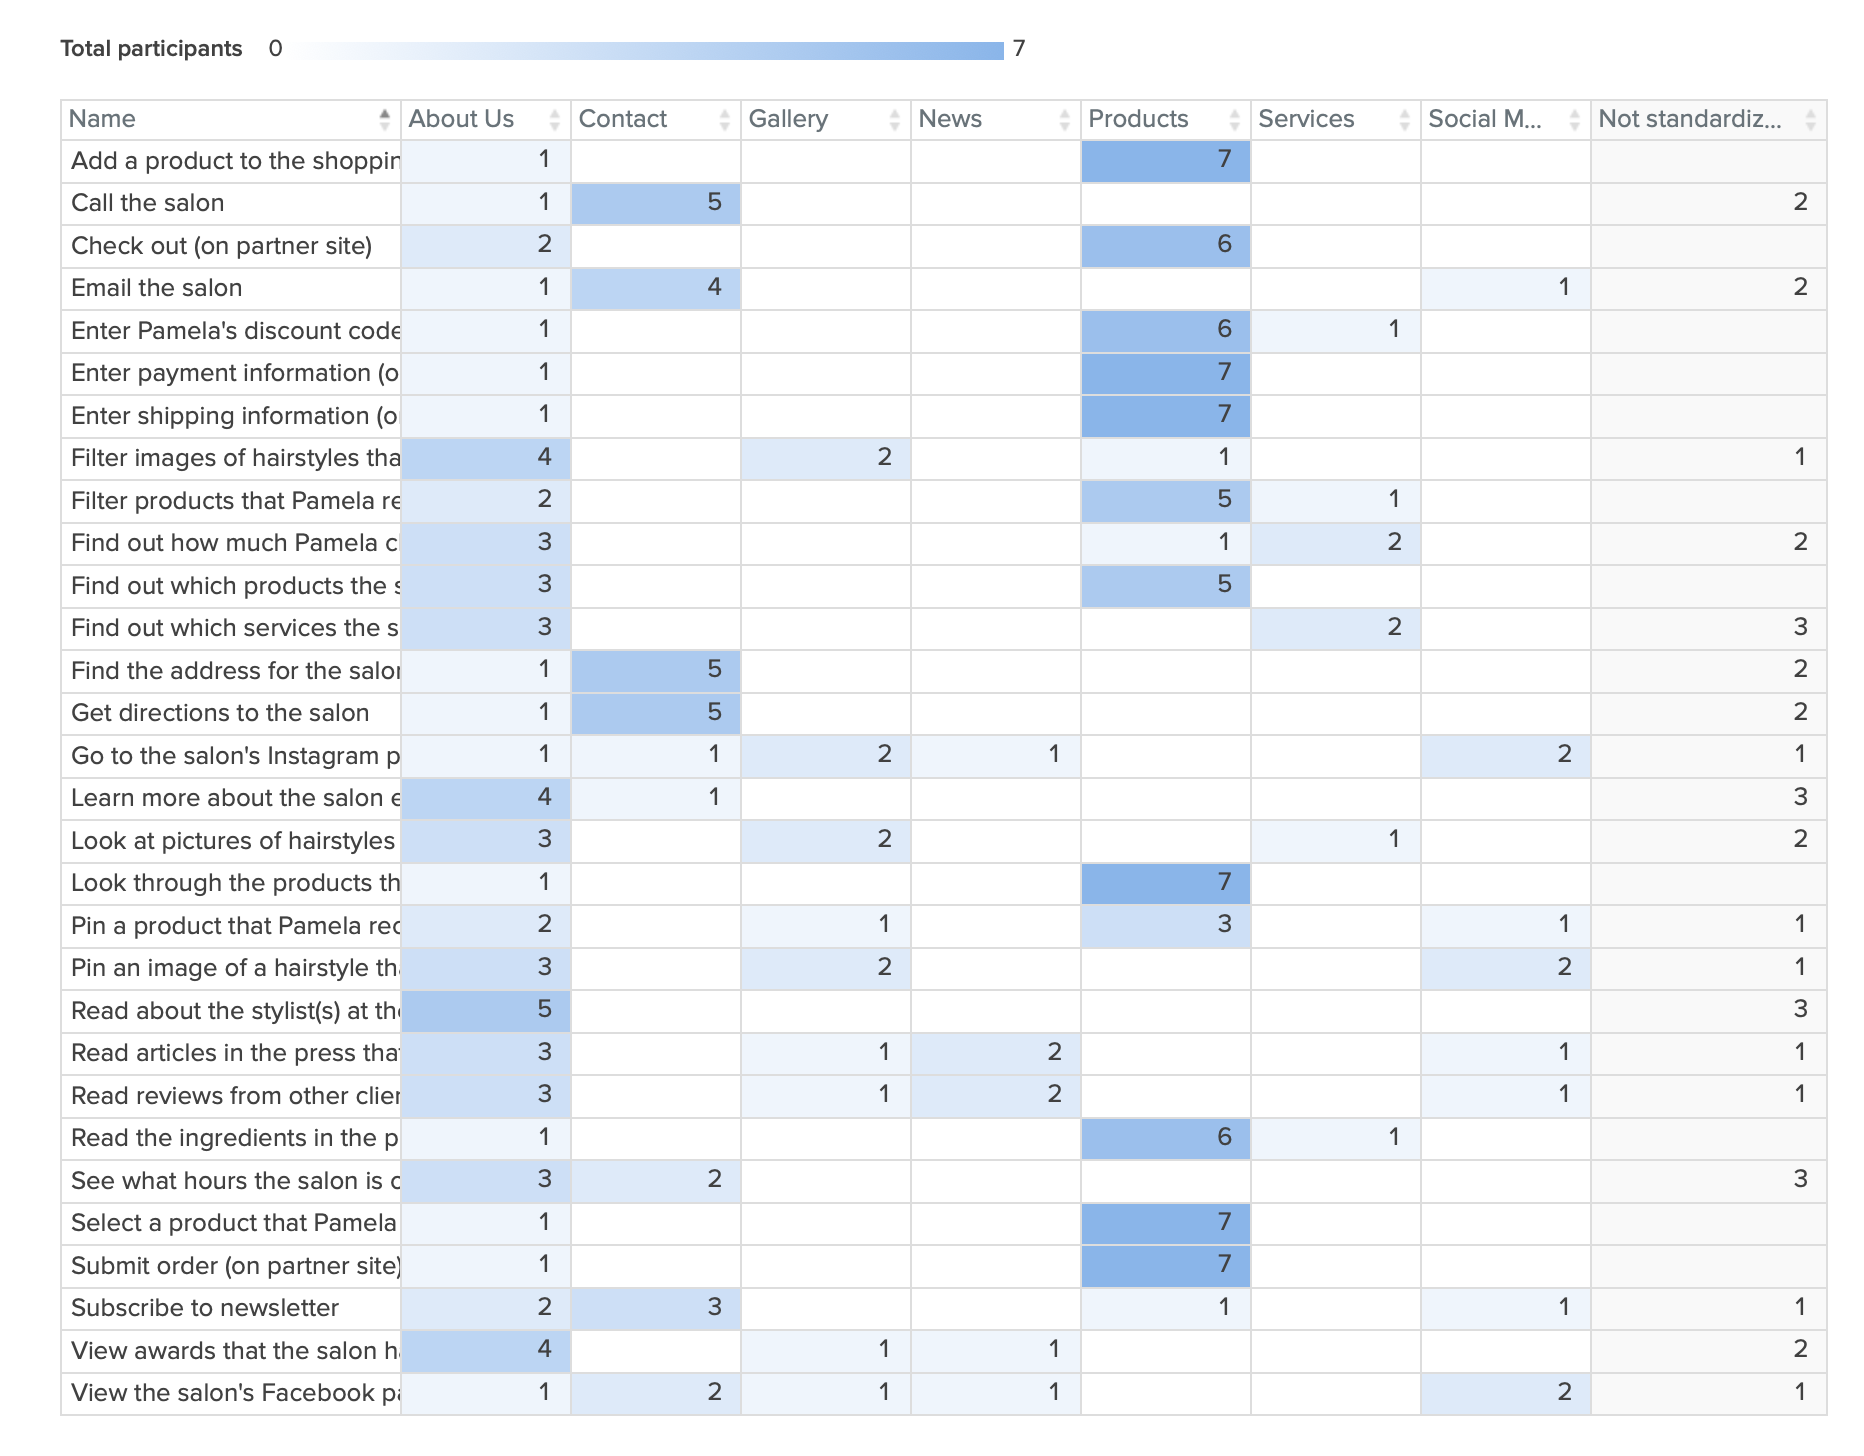 Total participants 0 7
Name About Us Contact Gallery News Products Services Social M... Not standardiz...
Add a product to the shoppin 1 7
Call the salon 1 5 2
Check out (on partner site) 2 6
Email the salon 1 4 1 2
Enter Pamela's discount code 1 6 1
Enter payment information (o 1 7
Enter shipping information (o 1 7
Filter images of hairstyles tha 4 2 1 1
Filter products that Pamela re 2 5 1
Find out how much Pamela c 3 1 2 2
Find out which products the s 3 5
Find out which services the s 3 2 3
Find the address for the salo 1 5 2
Get directions to the salon 1 5 2
Go to the salon's Instagram p 1 1 2 1 2 1
Learn more about the salon e 4 1 3
Look at pictures of hairstyles 3 2 1 2
Look through the products th 1 7
Pin a product that Pamela rec 2 1 3 1 1
Pin an image of a hairstyle th 3 2 2 1
Read about the stylist(s) at the 5 3
Read articles in the press that 3 1 2 1 1
Read reviews from other clien 3 1 2 1 1
Read the ingredients in the p 1 6 1
See what hours the salon is o 3 2 3
Select a product that Pamela 1 7
Submit order (on partner site) 1 7
Subscribe to newsletter 2 3 1 1 1
View awards that the salon h 4 1 1 2
View the salon's Facebook pa 1 2 1 1 2 1